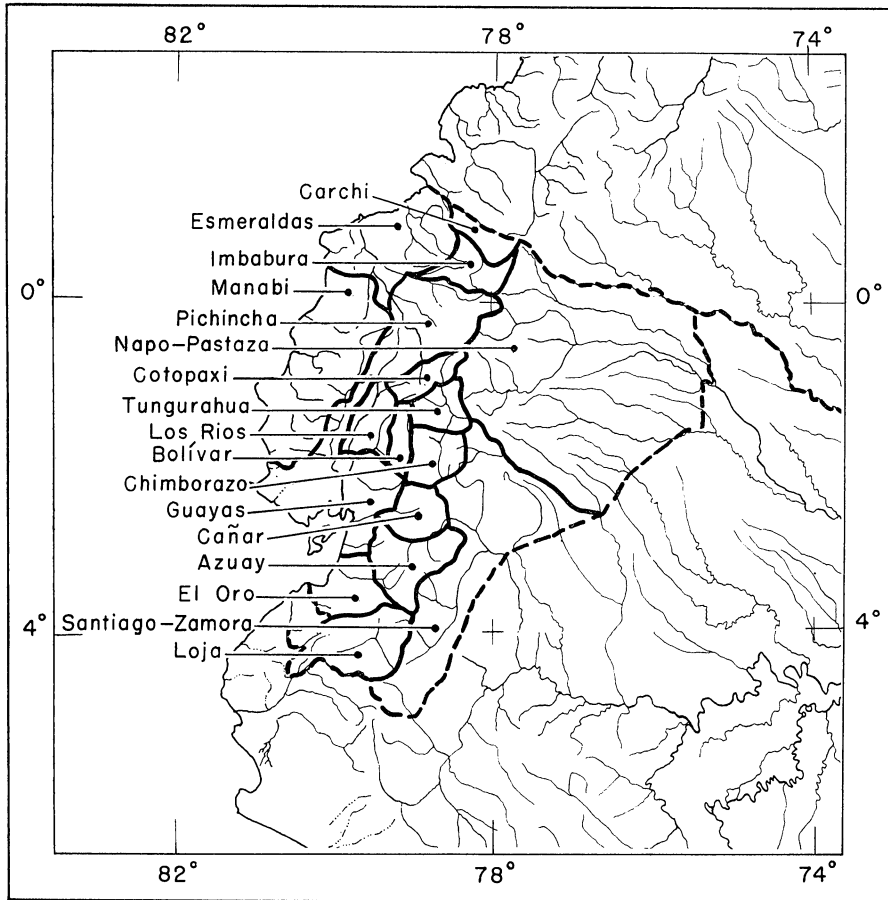 82°
78°
74°
Carchi
Esmeraldas
Imbabura
0°
Manabi
0°
Pichincha
Napo-Pastaza
Cotopaxi
Tungurahua
Los Rios
Bolívar
Chimborazo
Guayas
Cañar
Azuay
El Oro
4°
Santiago-Zamora
4°
Loja
82°
78°
74°